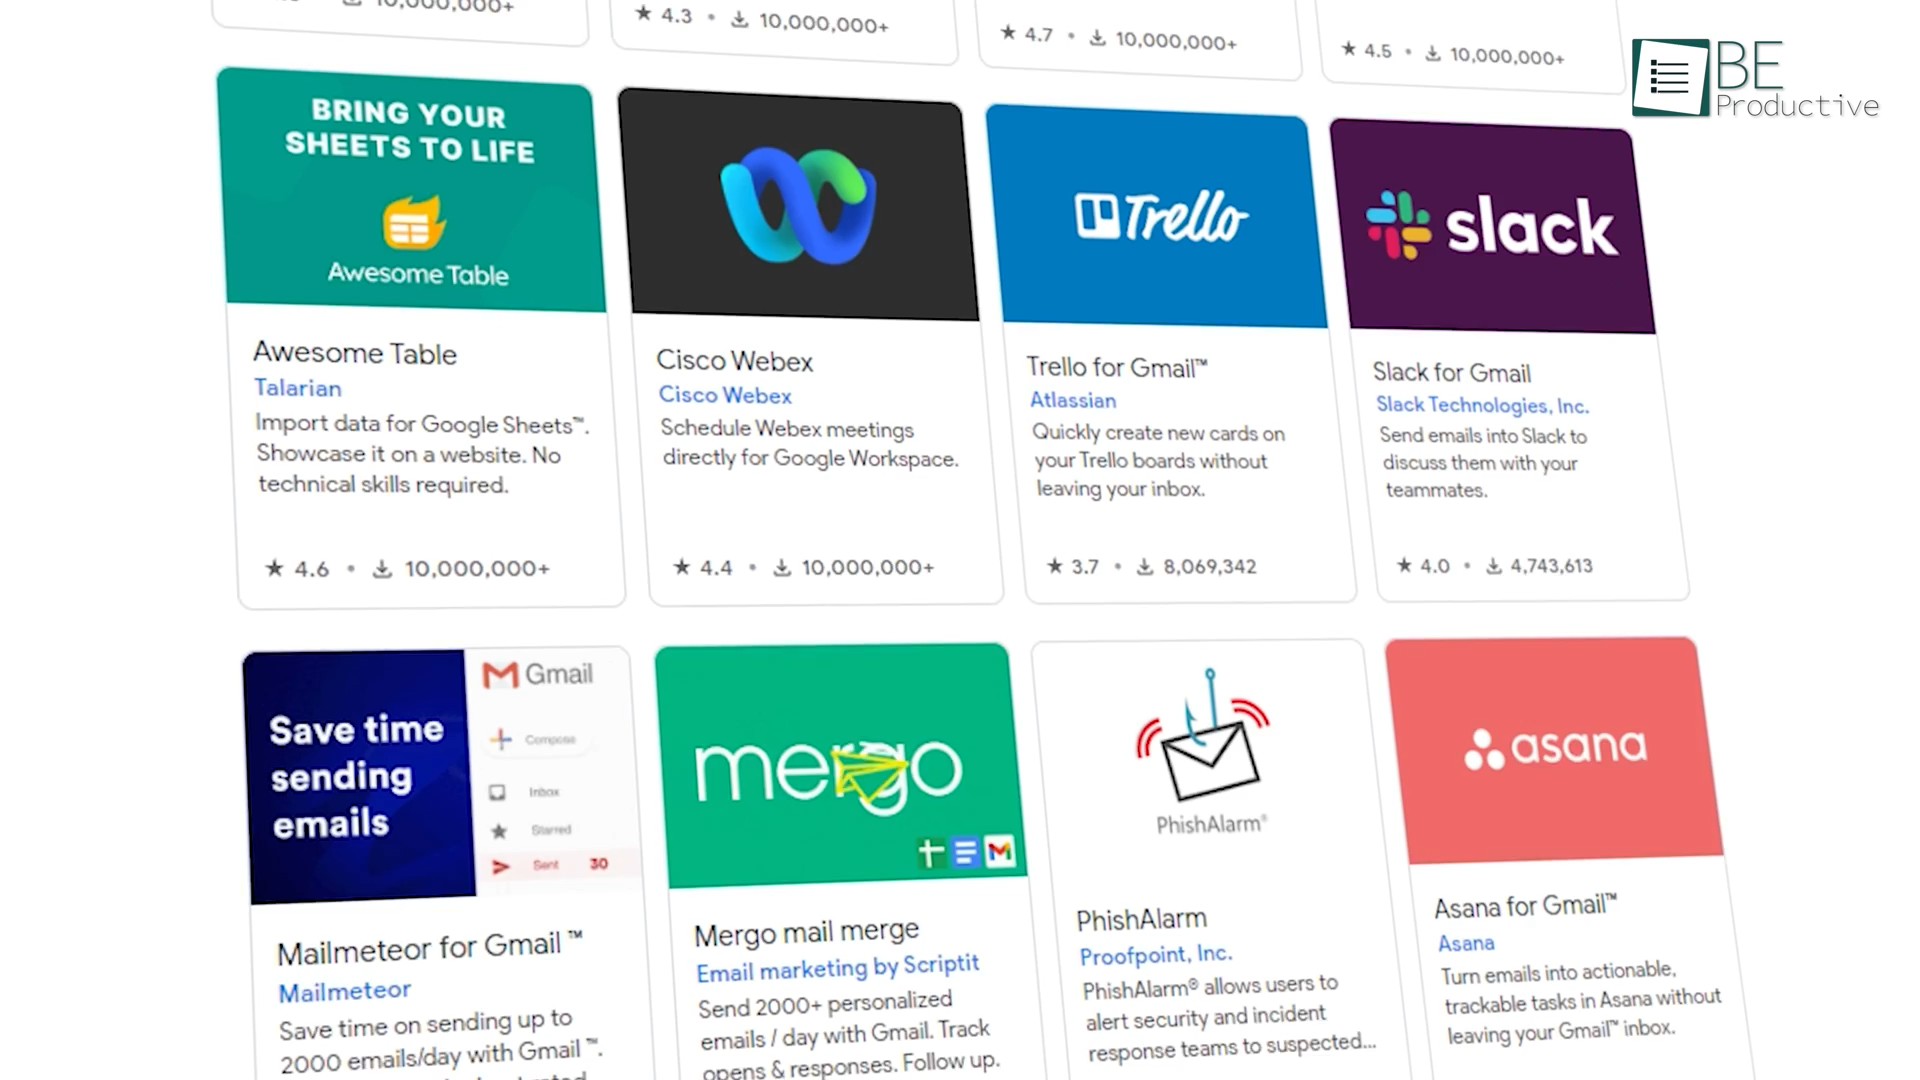 10,000,000+
★ 4.3 • 10,000,000+
★ 4.7 • 10,000,000+
★ 4.5 • 10,000,000+
BE
Productive
BRING YOUR
SHEETS TO LIFE
Awesome Table
Trello
slack
Awesome Table
Talarian
Import data for Google Sheets™.
Showcase it on a website. No
technical skills required.
★ 4.6 • 10,000,000+
Cisco Webex
Cisco Webex
Schedule Webex meetings
directly for Google Workspace.
★ 4.4 • 10,000,000+
Trello for Gmail™
Atlassian
Quickly create new cards on
your Trello boards without
leaving your inbox.
★ 3.7 • 8,069,342
Slack for Gmail
Slack Technologies, Inc.
Send emails into Slack to
discuss them with your
teammates.
★ 4.0 • 4,743,613
Save time
sending
emails
Gmail
Compose
Inbox
Starred
Sent 30
mergo
PhishAlarm®
asana
Mailmeteor for Gmail ™
Mailmeteor
Save time on sending up to
2000 emails/day with Gmail ™.
Mergo mail merge
Email marketing by Scriptit
Send 2000+ personalized
emails / day with Gmail. Track
opens & responses. Follow up.
PhishAlarm
Proofpoint, Inc.
PhishAlarm® allows users to
alert security and incident
response teams to suspected...
Asana for Gmail™
Asana
Turn emails into actionable,
trackable tasks in Asana without
leaving your Gmail™ inbox.